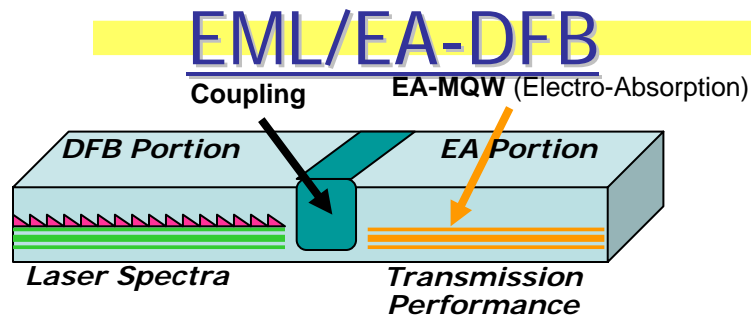 EML/EA-DFB
Coupling
EA-MQW (Electro-Absorption)
DFB Portion
EA Portion
Laser Spectra
Transmission
Performance